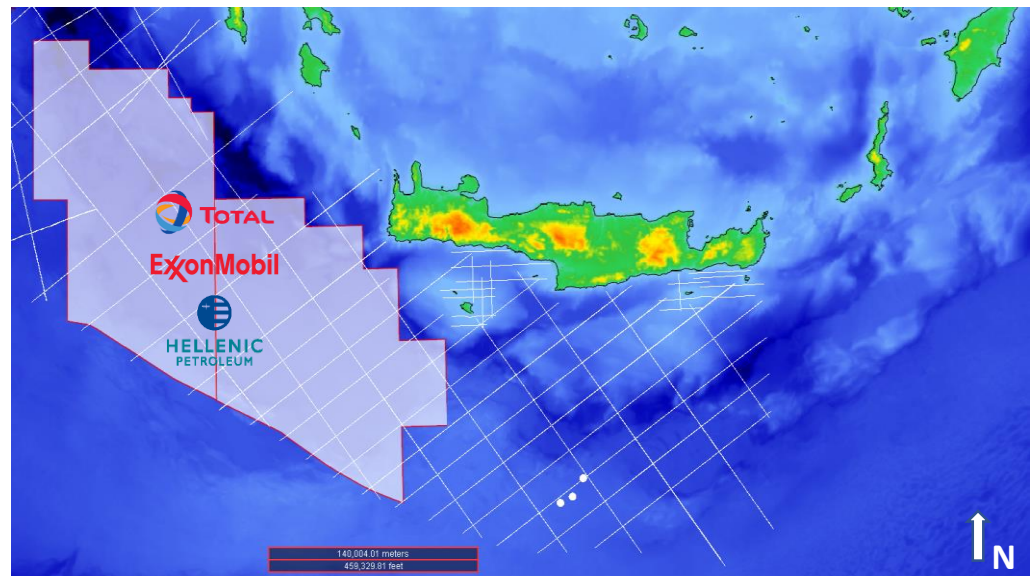 TOTAL
ExxonMobil
HELLENIC
PETROLEUM
140,004.01 meters
459,329.81 feet
N